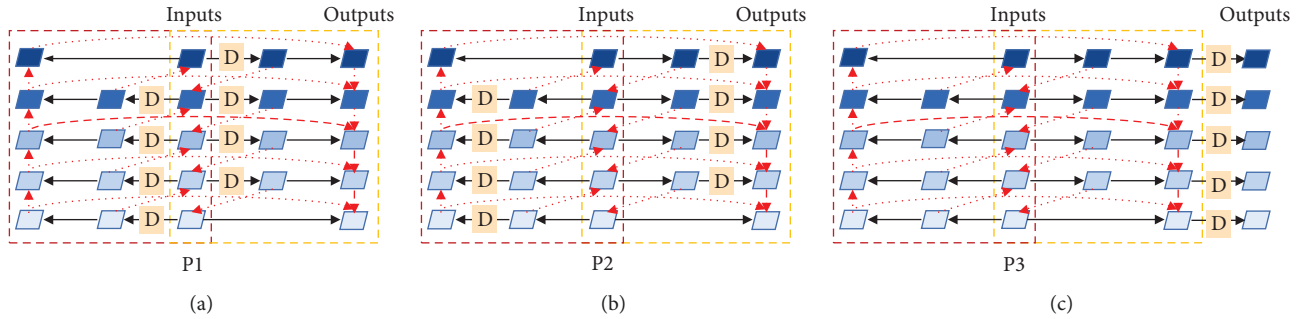 Inputs Outputs Inputs Outputs Inputs Outputs
D D D
D D D D D
D D D D
D D D D D
D D D
P1 P2 P3
(a) (b) (c)